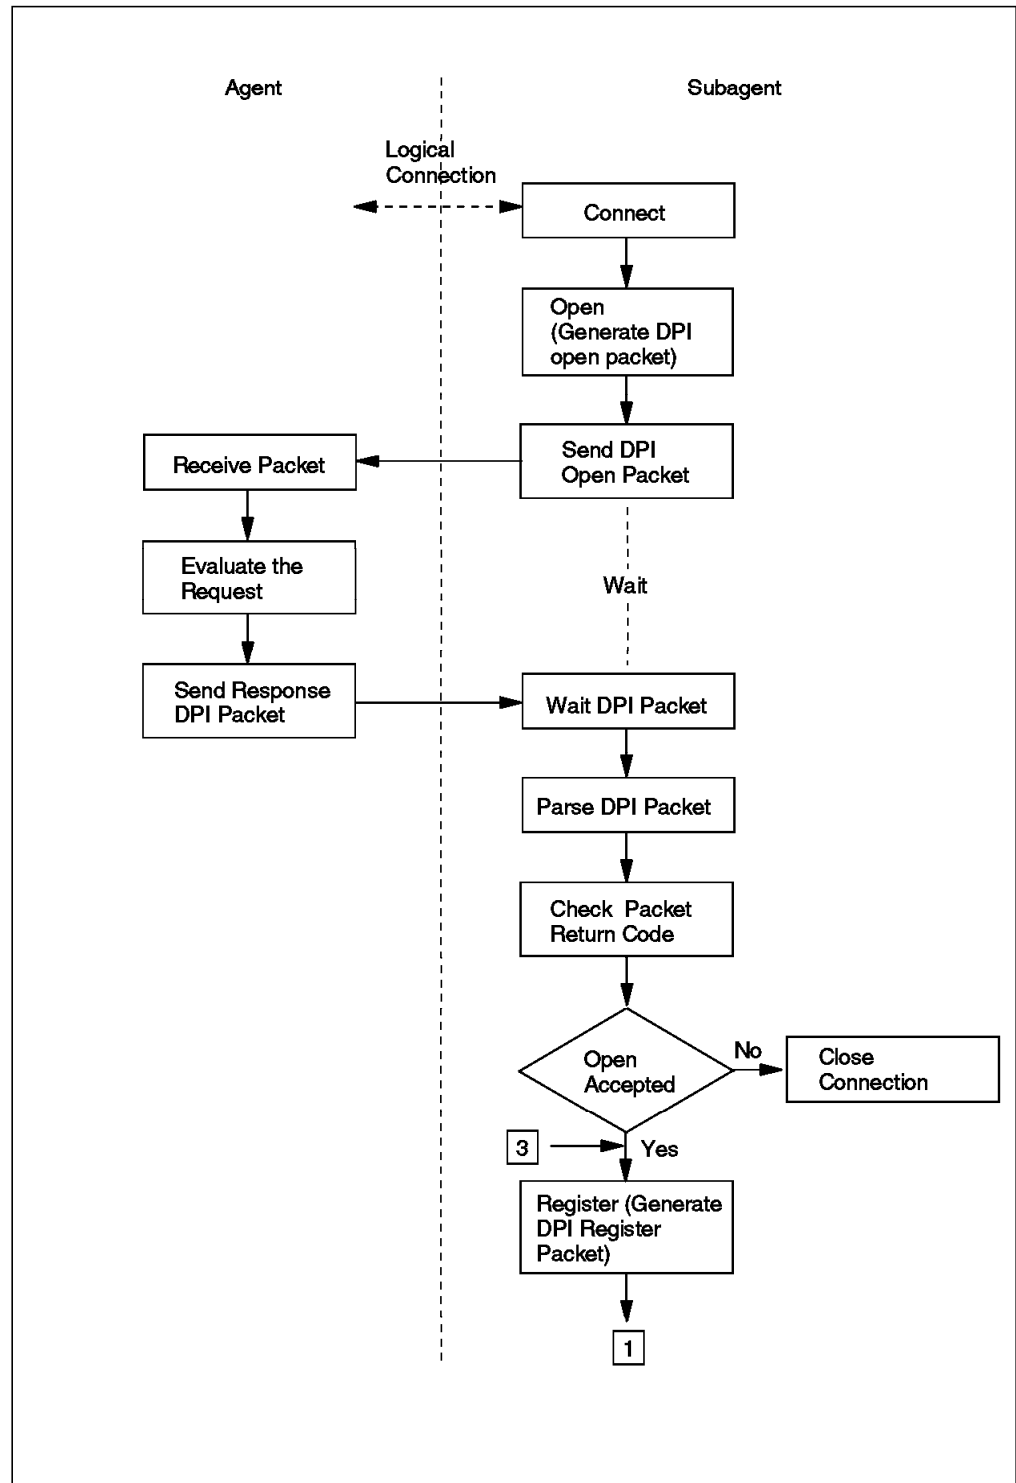 Agent
Subagent
Logical
Connection
Connect
Open
(Generate DPI
open packet)
Send DPI
Open Packet
Receive Packet
Evaluate the
Request
Wait
Send Response
DPI Packet
Wait DPI Packet
Parse DPI Packet
Check Packet
Return Code
Open
Accepted
No
Close
Connection
3
Yes
Register (Generate
DPI Register
Packet)
1